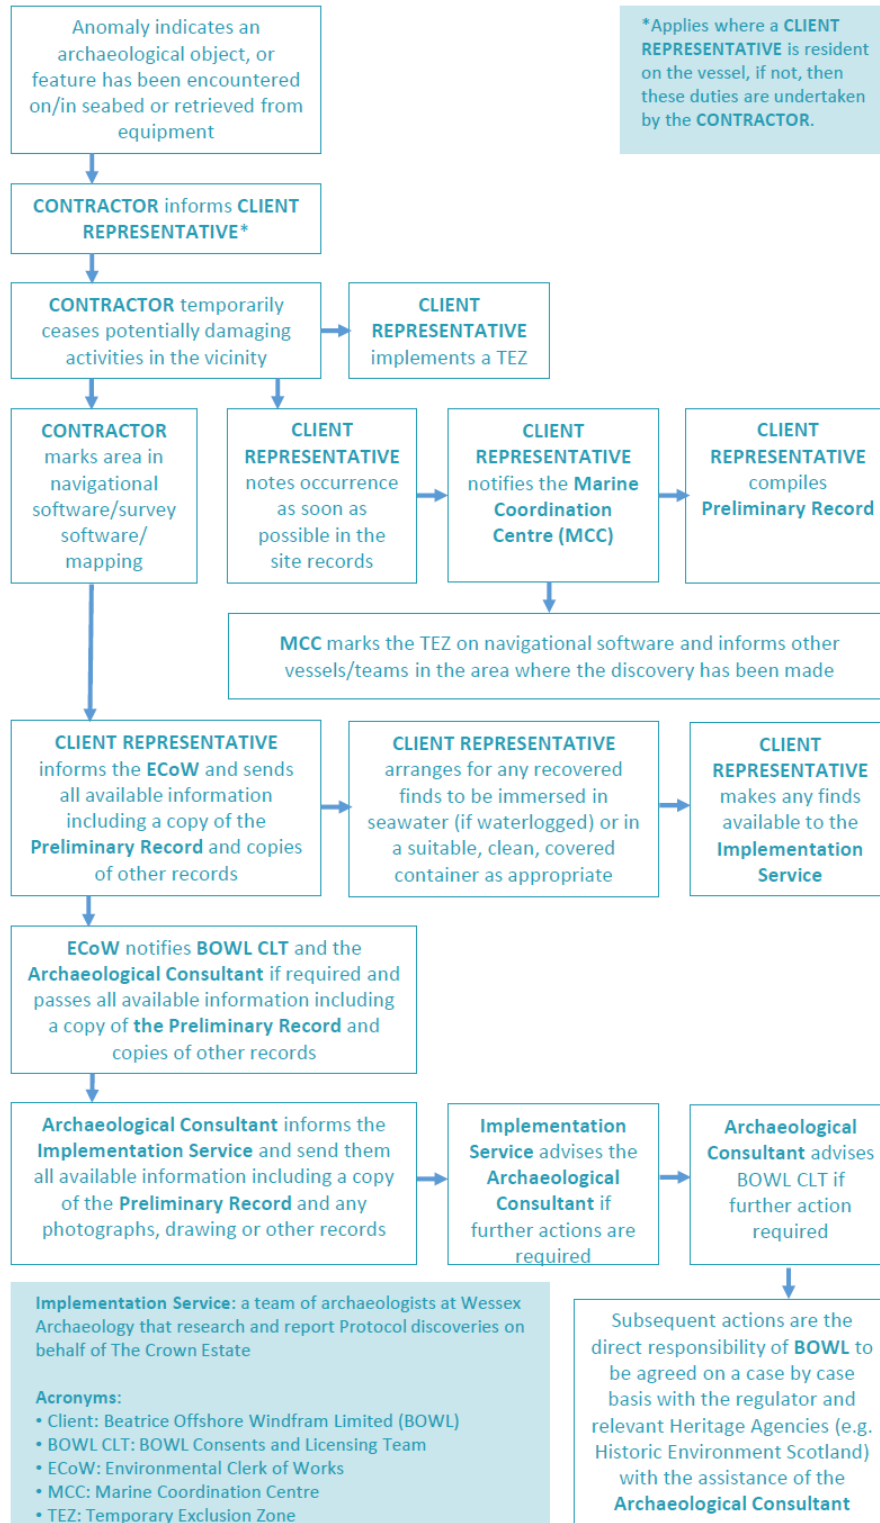 Anomaly indicates an
archaeological object, or
feature has been encountered
on/in seabed or retrieved from
equipment
*Applies where a CLIENT
REPRESENTATIVE is resident
on the vessel, if not, then
these duties are undertaken
by the CONTRACTOR.
CONTRACTOR informs CLIENT
REPRESENTATIVE*
CONTRACTOR temporarily
ceases potentially damaging
activities in the vicinity
CLIENT
REPRESENTATIVE
implements a TEZ
CONTRACTOR
marks area in
navigational
software/survey
software/
mapping
CLIENT
REPRESENTATIVE
notes occurrence
as soon as
possible in the
site records
CLIENT
REPRESENTATIVE
notifies the Marine
Coordination
Centre (MCC)
CLIENT
REPRESENTATIVE
compiles
Preliminary Record
MCC marks the TEZ on navigational software and informs other
vessels/teams in the area where the discovery has been made
CLIENT REPRESENTATIVE
informs the ECoW and sends
all available information
including a copy of the
Preliminary Record and copies
of other records
CLIENT REPRESENTATIVE
arranges for any recovered
finds to be immersed in
seawater (if waterlogged) or in
a suitable, clean, covered
container as appropriate
CLIENT
REPRESENTATIVE
makes any finds
available to the
Implementation
Service
ECoW notifies BOWL CLT and the
Archaeological Consultant if required and
passes all available information including
a copy of the Preliminary Record and
copies of other records
Archaeological Consultant informs the
Implementation Service and send them
all available information including a copy
of the Preliminary Record and any
photographs, drawing or other records
Implementation
Service advises the
Archaeological
Consultant if
further actions are
required
Archaeological
Consultant advises
BOWL CLT if
further action
required
Implementation Service: a team of archaeologists at Wessex
Archaeology that research and report Protocol discoveries on
behalf of The Crown Estate
Acronyms:
• Client: Beatrice Offshore Windfram Limited (BOWL)
• BOWL CLT: BOWL Consents and Licensing Team
• ECoW: Environmental Clerk of Works
• MCC: Marine Coordination Centre
• TEZ: Temporary Exclusion Zone
Subsequent actions are the
direct responsibility of BOWL to
be agreed on a case by case
basis with the regulator and
relevant Heritage Agencies (e.g.
Historic Environment Scotland)
with the assistance of the
Archaeological Consultant